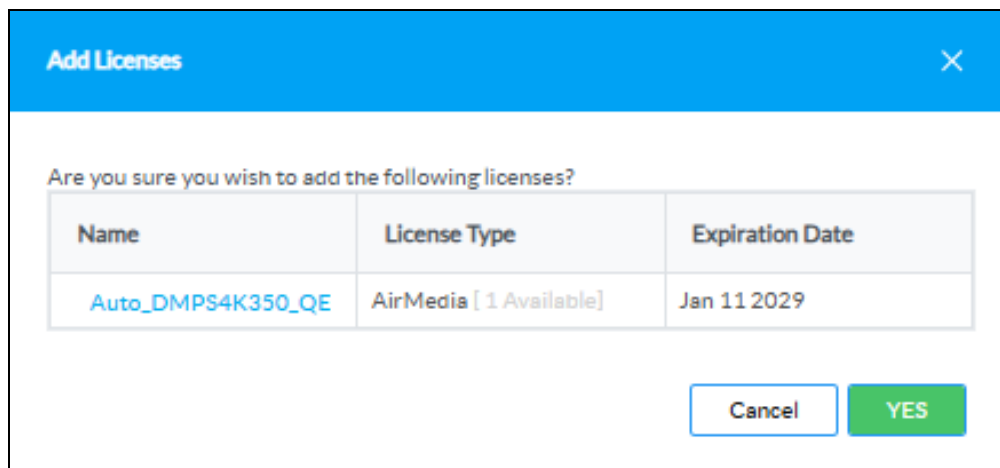 Add Licenses
Are you sure you wish to add the following licenses?
Name License Type Expiration Date
Auto_DMPS4K350_QE AirMedia [ 1 Available] Jan 11 2029
Cancel YES